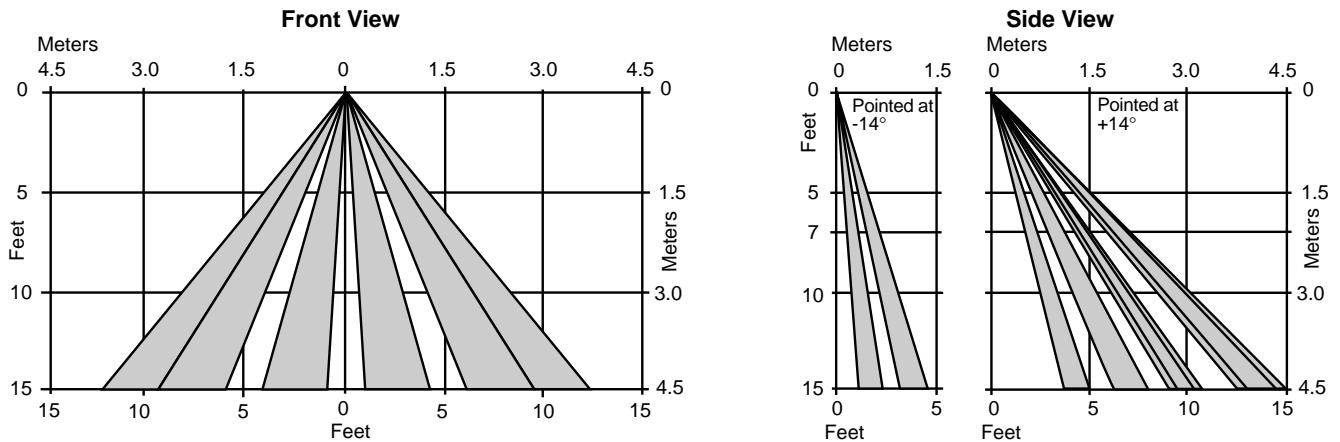 Front View
Meters
4.5 3.0 1.5 0 1.5 3.0 4.5
0 0
5 1.5
Feet Meters
10 3.0
15 4.5
15 10 5 0 5 10 15
Feet
Side View
Meters
0 1.5
0
Pointed at
-14°
Feet
5
7
10
15
0 5
Feet
Meters
0 1.5 3.0 4.5
0
Pointed at
+14°
1.5
Meters
3.0
4.5
0 5 10 15
Feet